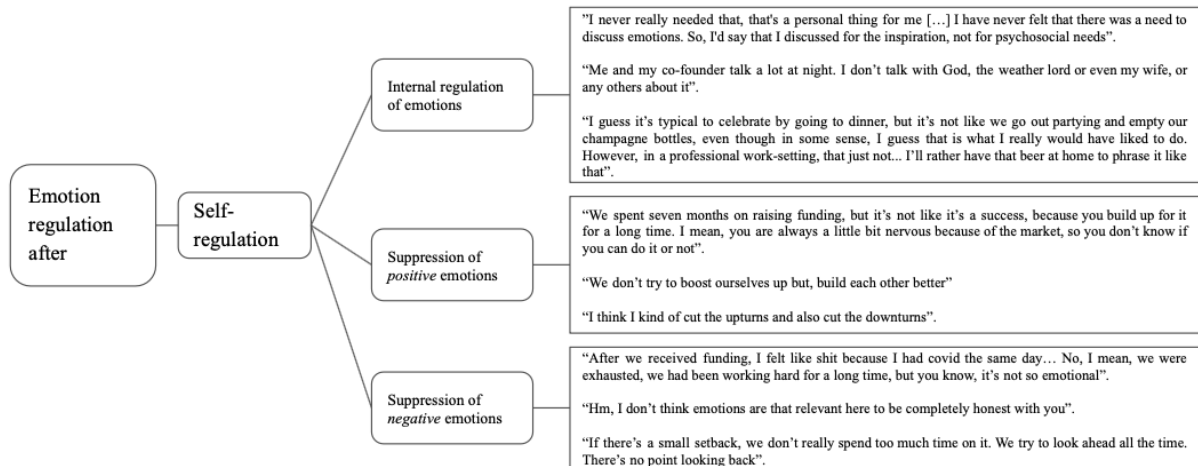 Emotion
regulation
after
Self-
regulation
Internal regulation
of emotions
”I never really needed that, that's a personal thing for me […] I have never felt that there was a need to
discuss emotions. So, I'd say that I discussed for the inspiration, not for psychosocial needs”.
“Me and my co-founder talk a lot at night. I don’t talk with God, the weather lord or even my wife, or
any others about it”.
“I guess it’s typical to celebrate by going to dinner, but it’s not like we go out partying and empty our
champagne bottles, even though in some sense, I guess that is what I really would have liked to do.
However, in a professional work-setting, that just not... I’ll rather have that beer at home to phrase it like
that”.
Suppression of
positive emotions
“We spent seven months on raising funding, but it’s not like it’s a success, because you build up for it
for a long time. I mean, you are always a little bit nervous because of the market, so you don’t know if
you can do it or not”.
“We don’t try to boost ourselves up but, build each other better”
“I think I kind of cut the upturns and also cut the downturns”.
Suppression of
negative emotions
“After we received funding, I felt like shit because I had covid the same day… No, I mean, we were
exhausted, we had been working hard for a long time, but you know, it’s not so emotional”.
“Hm, I don’t think emotions are that relevant here to be completely honest with you”.
“If there’s a small setback, we don’t really spend too much time on it. We try to look ahead all the time.
There’s no point looking back”.